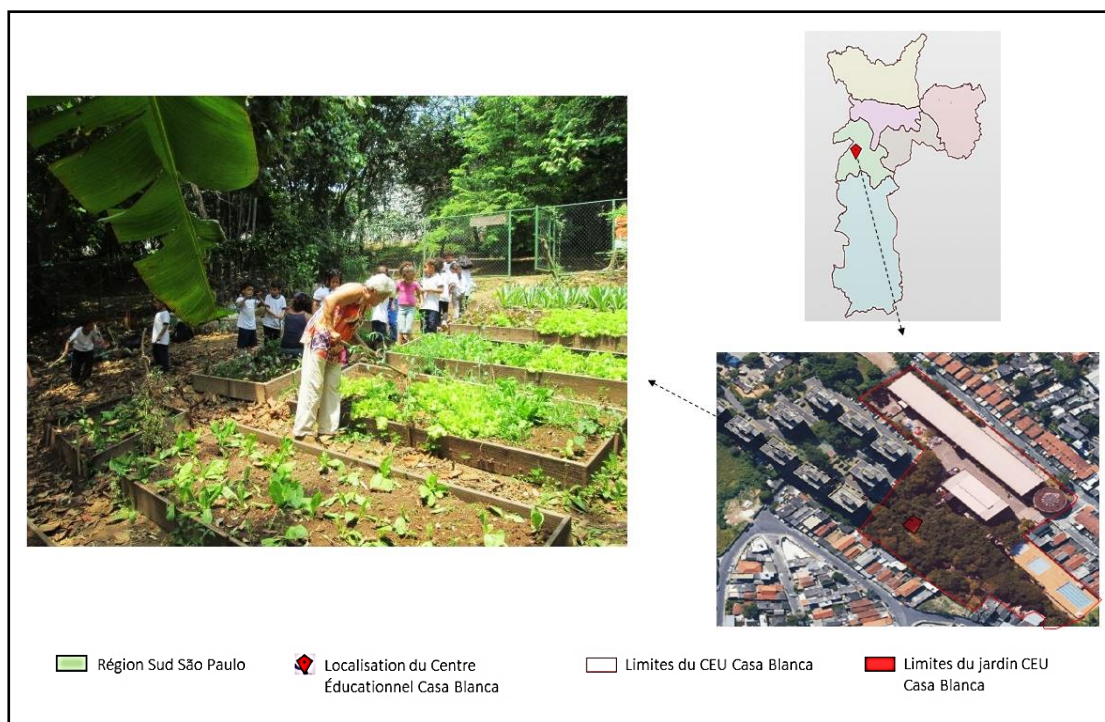 Région Sud São Paulo
Localisation du Centre
Éducationnel Casa Blanca
Limites du CEU Casa Blanca
Limites du jardin CEU
Casa Blanca